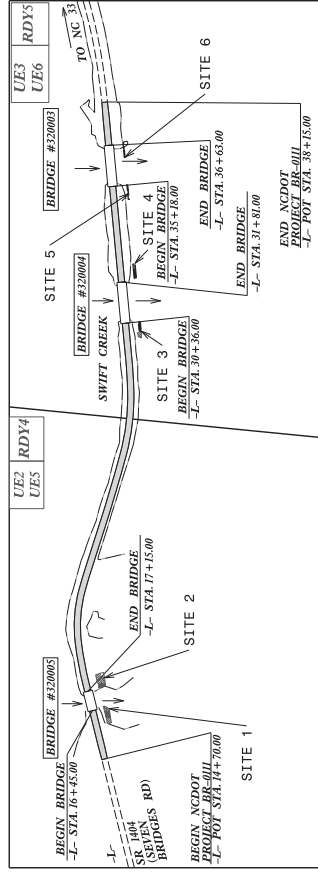 UE2 RDY4
UE5
UE3 RDY5
UE6
BRIDGE #320005
BEGIN BRIDGE
-L- STA. 16+45.00
-L-
SR 1404
(SEVEN
BRIDGES RD)
BEGIN NCDOT
PROJECT BR-0111
-L- POT STA. 14+70.00
SITE 1
SITE 2
END BRIDGE
-L- STA. 17+15.00
SWIFT CREEK
BRIDGE #320004
SITE 3
BEGIN BRIDGE
-L- STA. 30+36.00
SITE 5
SITE 4
BEGIN BRIDGE
-L- STA. 35+18.00
BRIDGE #320003
END BRIDGE
-L- STA. 31+81.00
END BRIDGE
-L- STA. 36+63.00
SITE 6
END NCDOT
PROJECT BR-0111
-L- POT STA. 38+15.00
TO NC 33